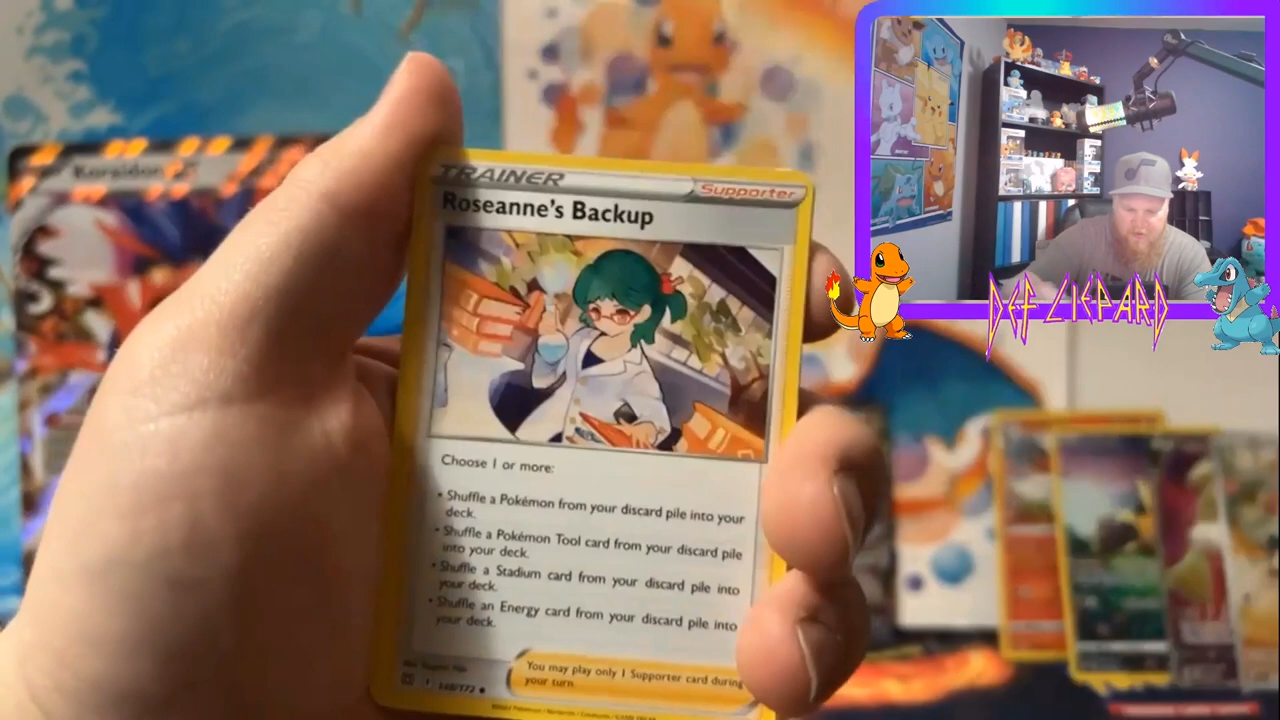 TRAINER
Supporter
Roseanne's Backup
Choose 1 or more:
• Shuffle a Pokémon from your discard pile into your
deck.
• Shuffle a Pokémon Tool card from your discard pile
into your deck.
• Shuffle a Stadium card from your discard pile into
your deck.
• Shuffle an Energy card from your discard pile into
your deck.
You may play only 1 Supporter card during
your turn.
148/172
Koraidon
DEF LIEPARD